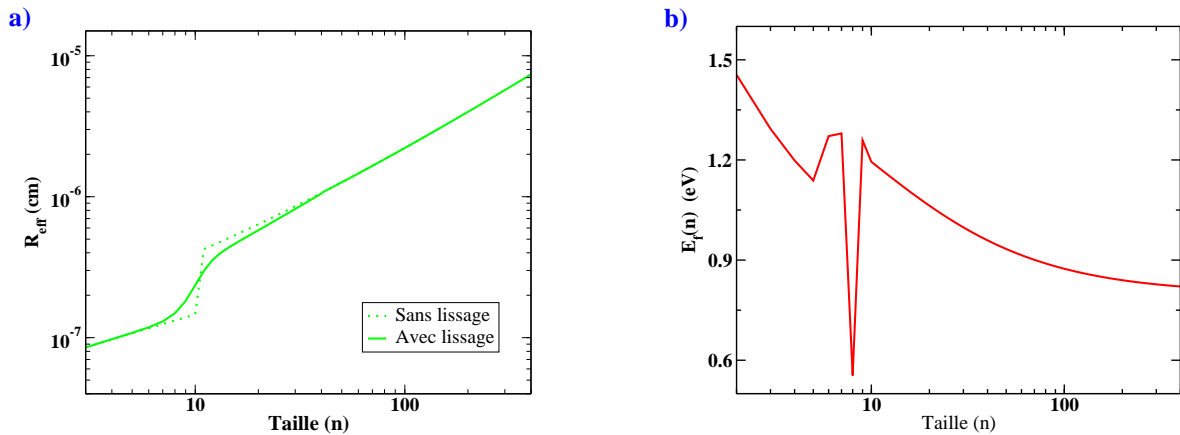 a)
10^-5
10^-6
10^-7
R_eff (cm)
10
100
Taille (n)
Sans lissage
Avec lissage
b)
1.5
1.2
0.9
0.6
E_f(n) (eV)
10
100
Taille (n)